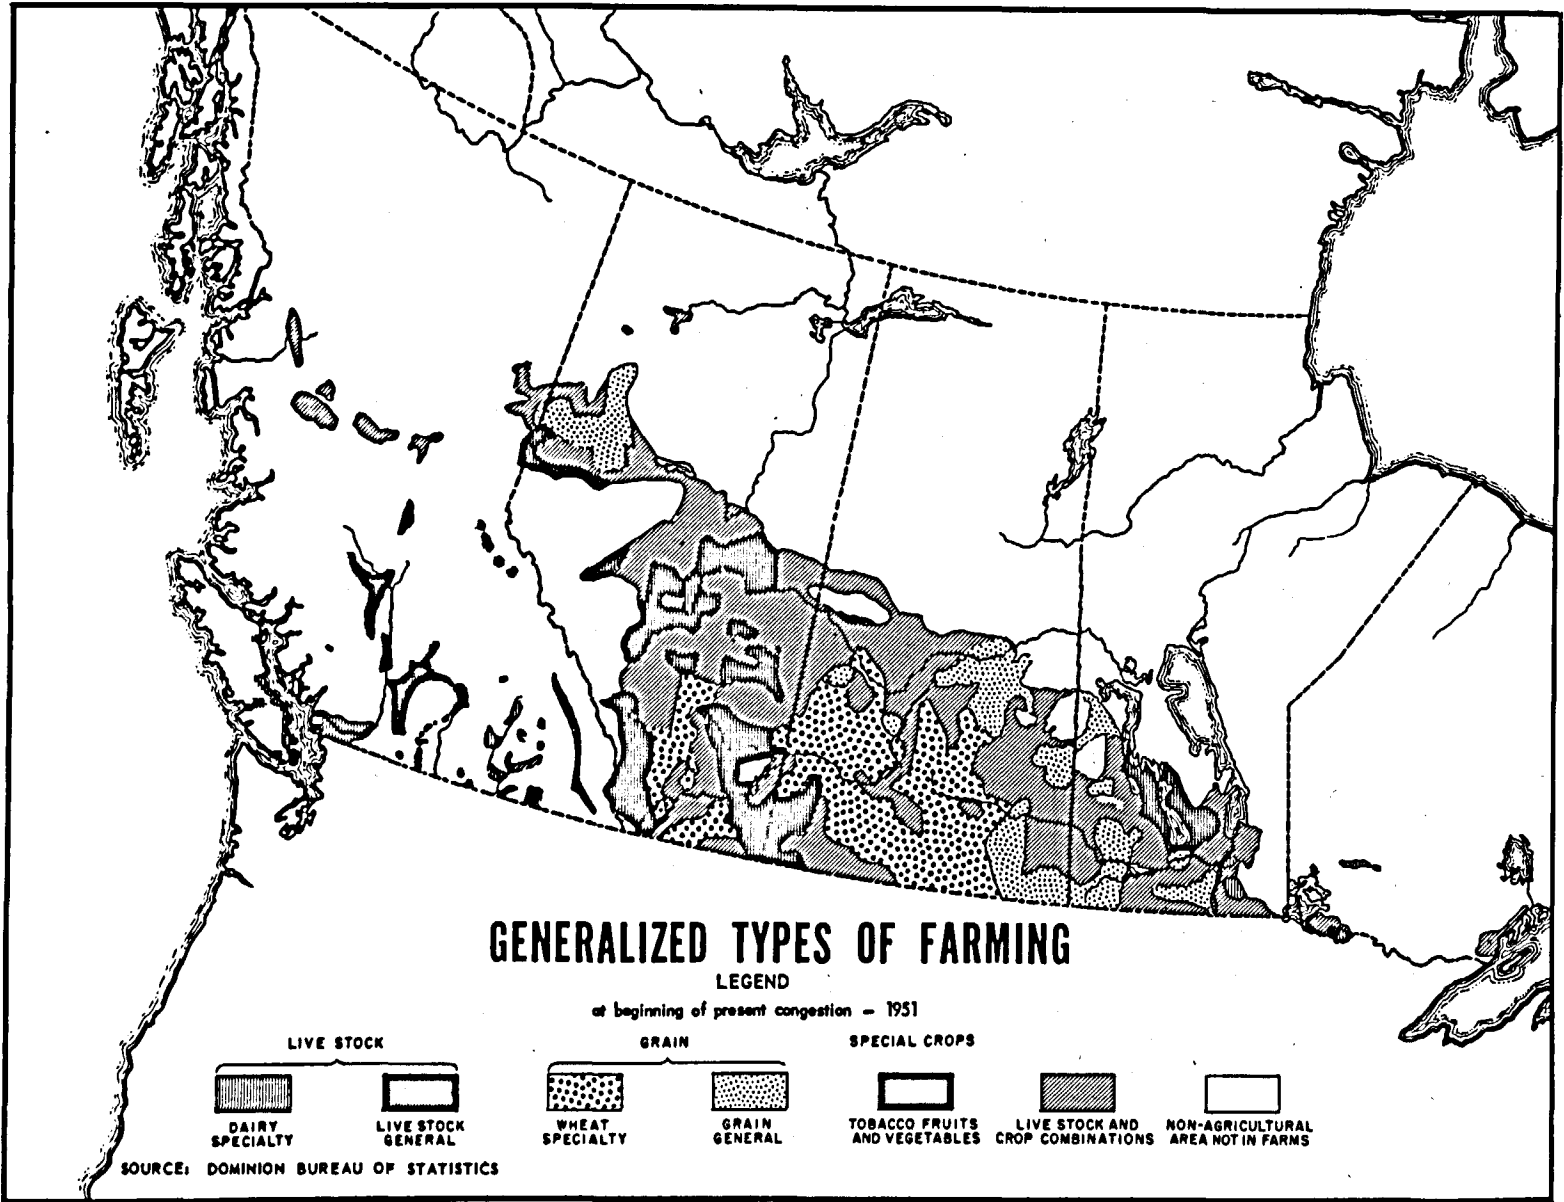 GENERALIZED TYPES OF FARMING
LEGEND
at beginning of present congestion - 1951
LIVE STOCK
GRAIN
SPECIAL CROPS
DAIRY
SPECIALTY
LIVE STOCK
GENERAL
WHEAT
SPECIALTY
GRAIN
GENERAL
TOBACCO FRUITS
AND VEGETABLES
LIVE STOCK AND
CROP COMBINATIONS
NON-AGRICULTURAL
AREA NOT IN FARMS
SOURCE: DOMINION BUREAU OF STATISTICS